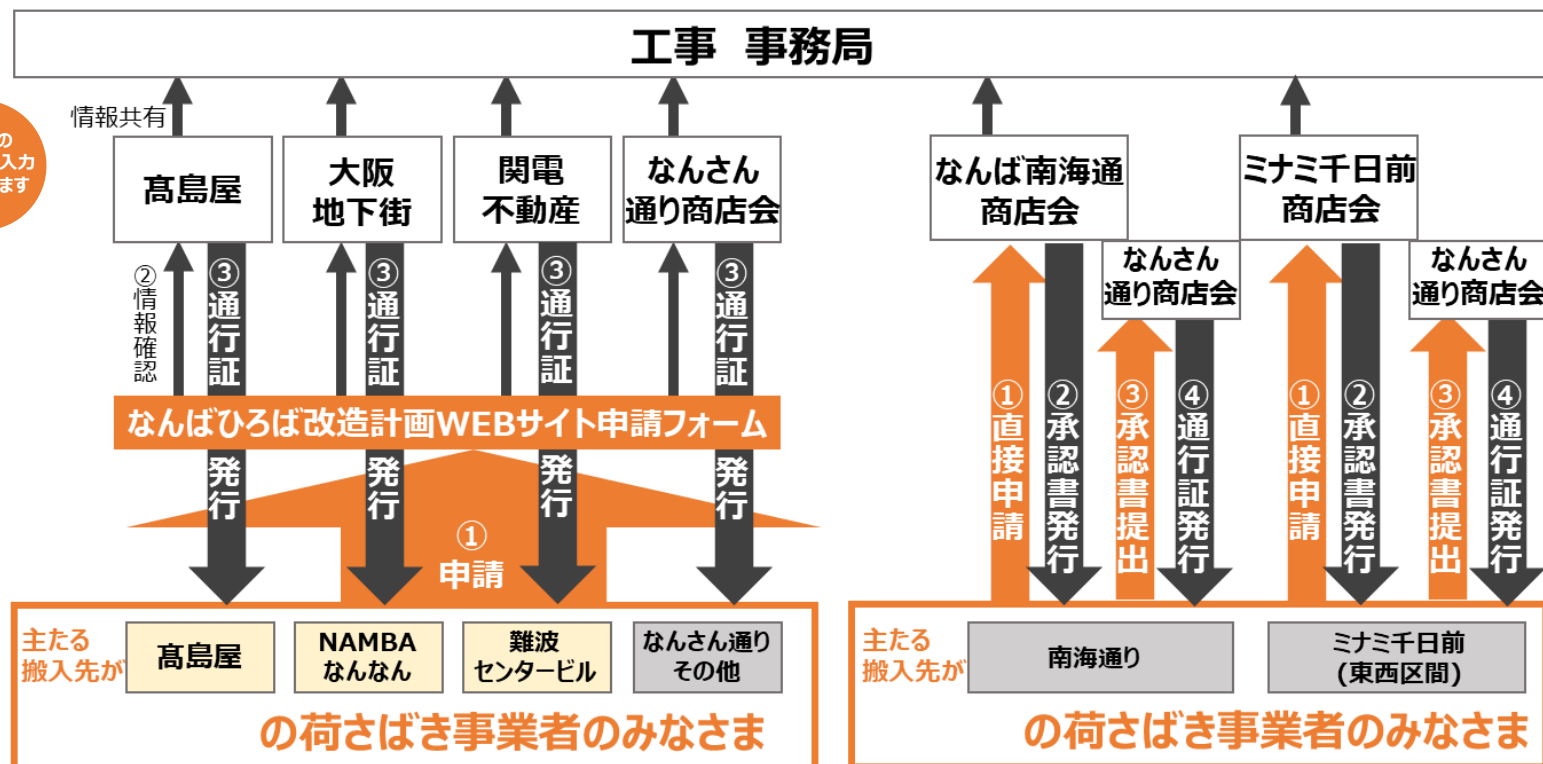 工事 事務局
情報共有
の
入力
ます
髙島屋
大阪
地下街
関電
不動産
なんさん
通り商店会
なんば南海通
商店会
ミナミ千日前
商店会
なんさん
通り商店会
なんさん
通り商店会
②情報確認
③通行証発行
③通行証発行
③通行証発行
③通行証発行
なんばひろば改造計画WEBサイト申請フォーム
①
申請
①直接申請
②承認書発行
③承認書提出
④通行証発行
①直接申請
②承認書発行
③承認書提出
④通行証発行
主たる
搬入先が
髙島屋
NAMBA
なんなん
難波
センタービル
なんさん通り
その他
の荷さばき事業者のみなさま
主たる
搬入先が
南海通り
ミナミ千日前
(東西区間)
の荷さばき事業者のみなさま